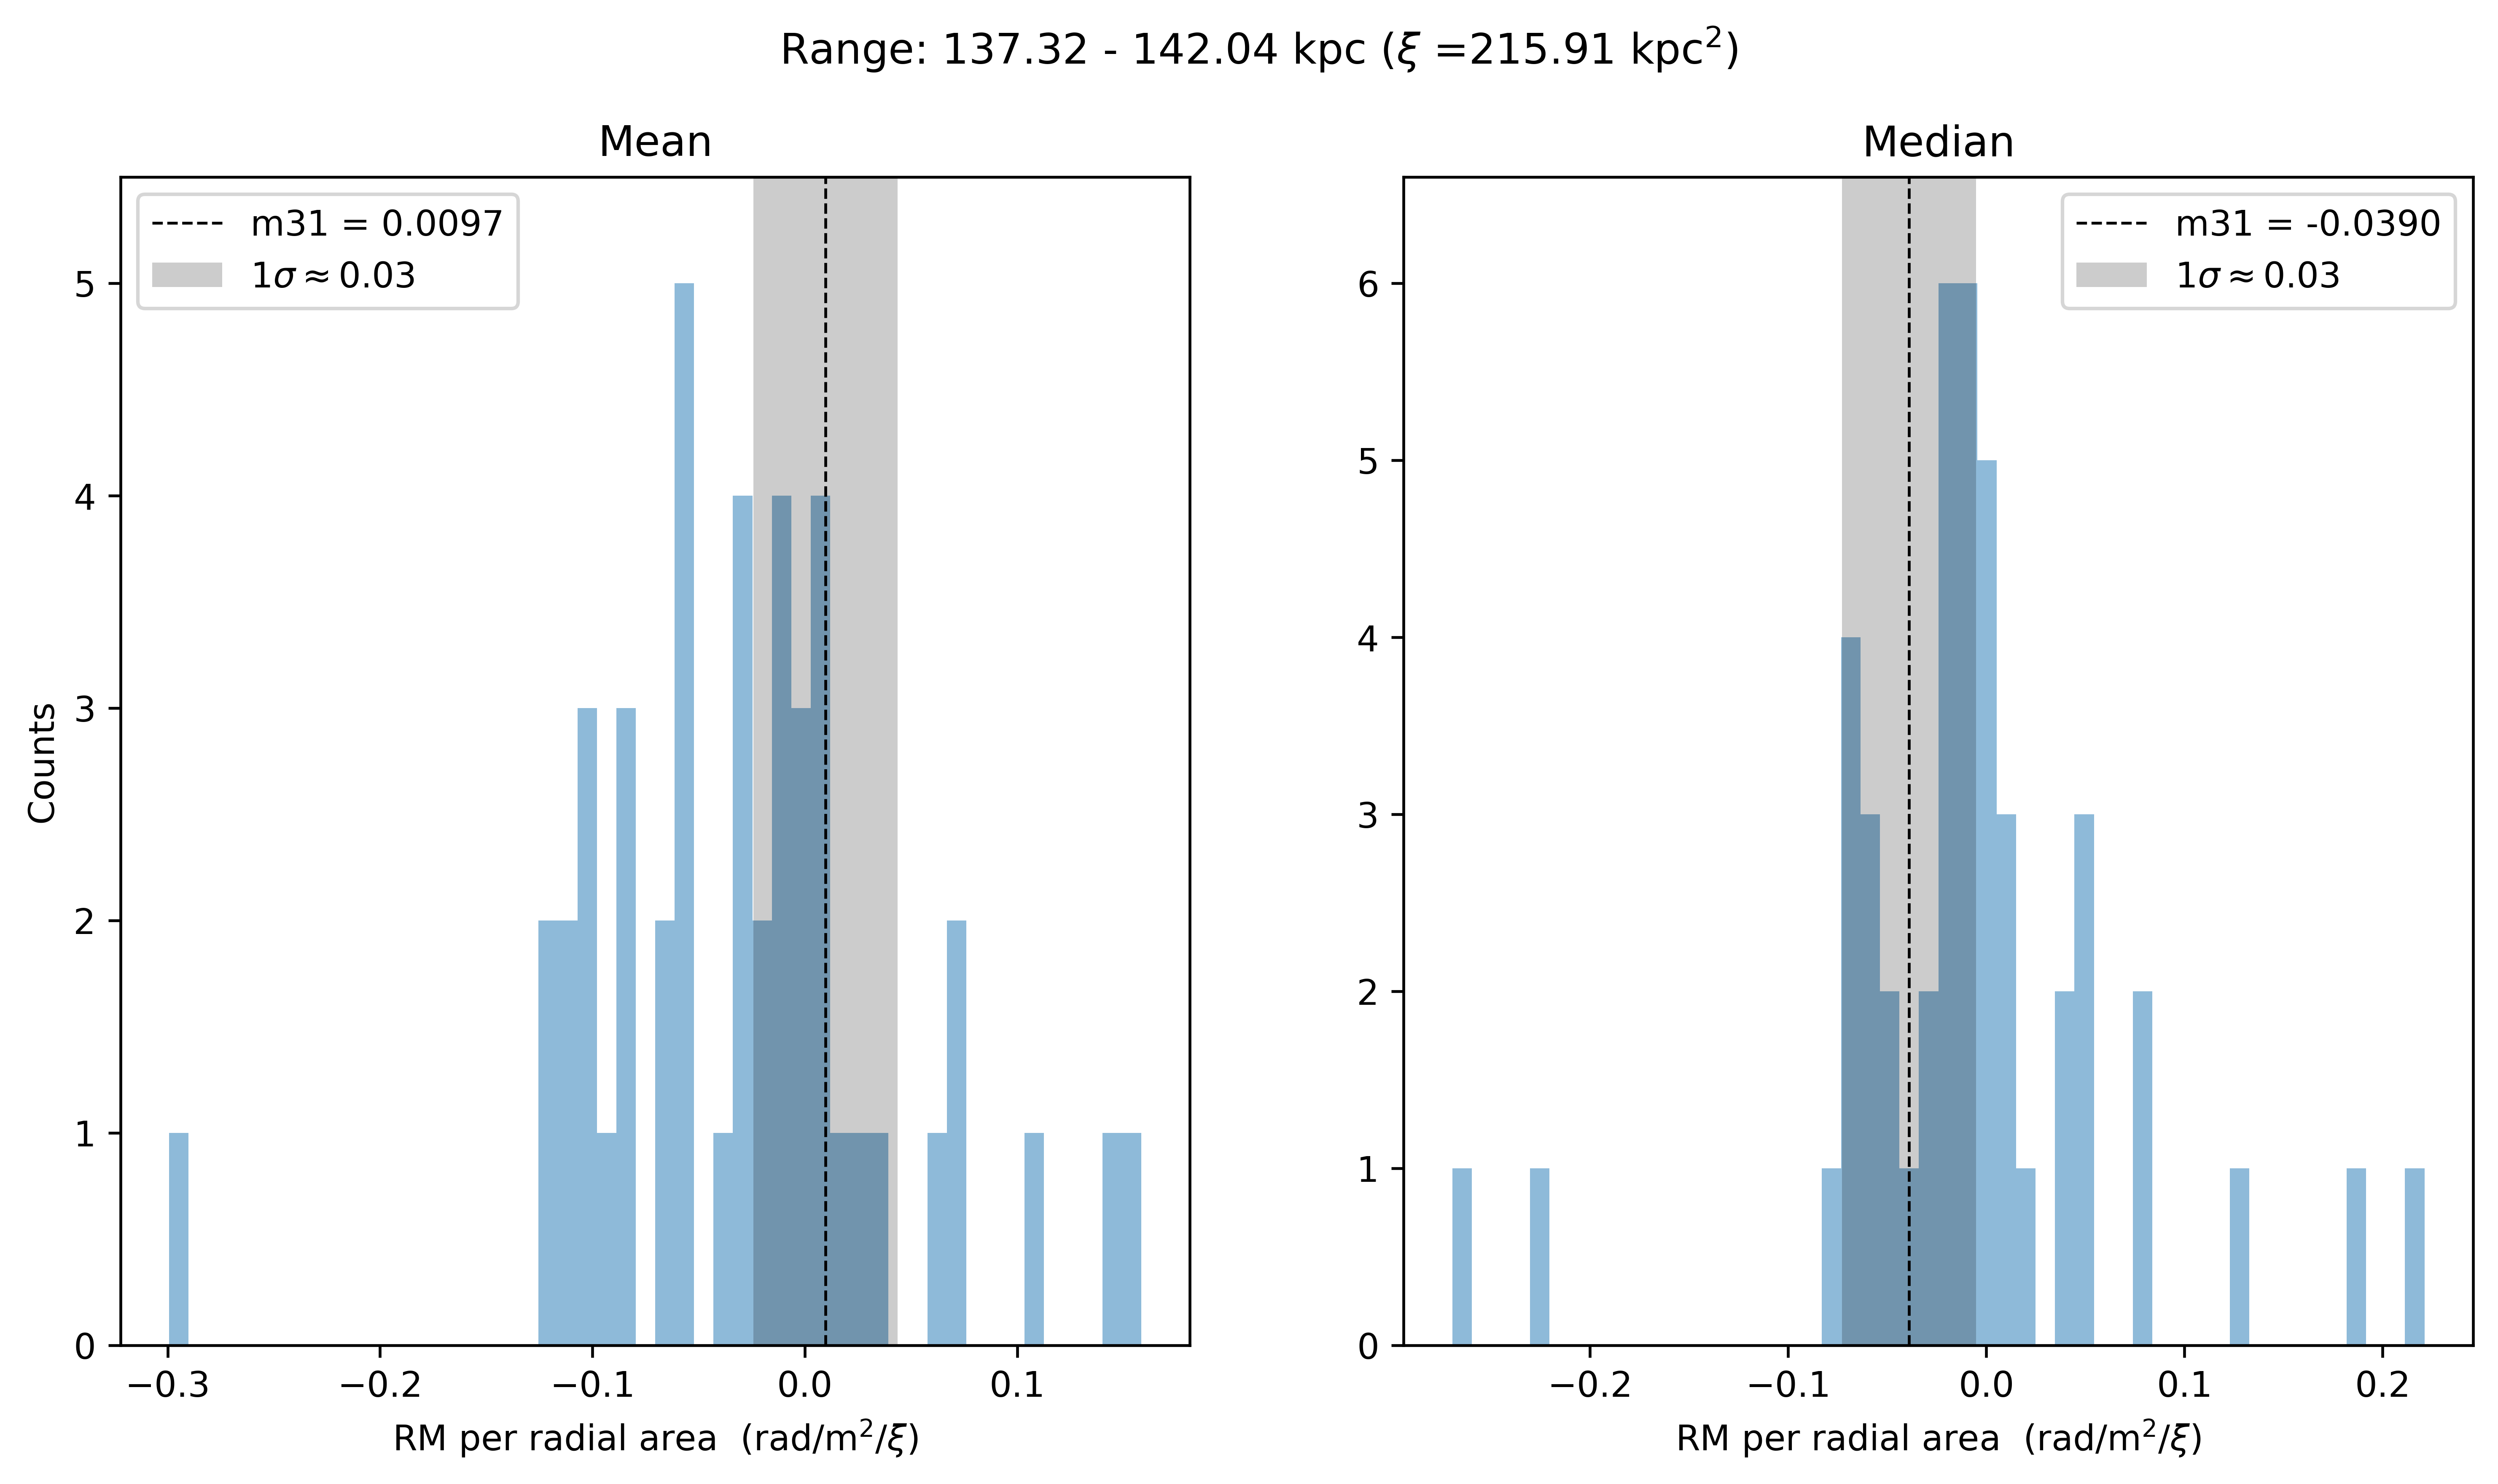 Range: 137.32 - 142.04 kpc (ξ =215.91 kpc²)
Mean
m31 = 0.0097
1σ ≈ 0.03
Counts
5
4
3
2
1
0
−0.3 −0.2 −0.1 0.0 0.1
RM per radial area (rad/m²/ξ)
Median
m31 = -0.0390
1σ ≈ 0.03
6
5
4
3
2
1
0
−0.2 −0.1 0.0 0.1 0.2
RM per radial area (rad/m²/ξ)